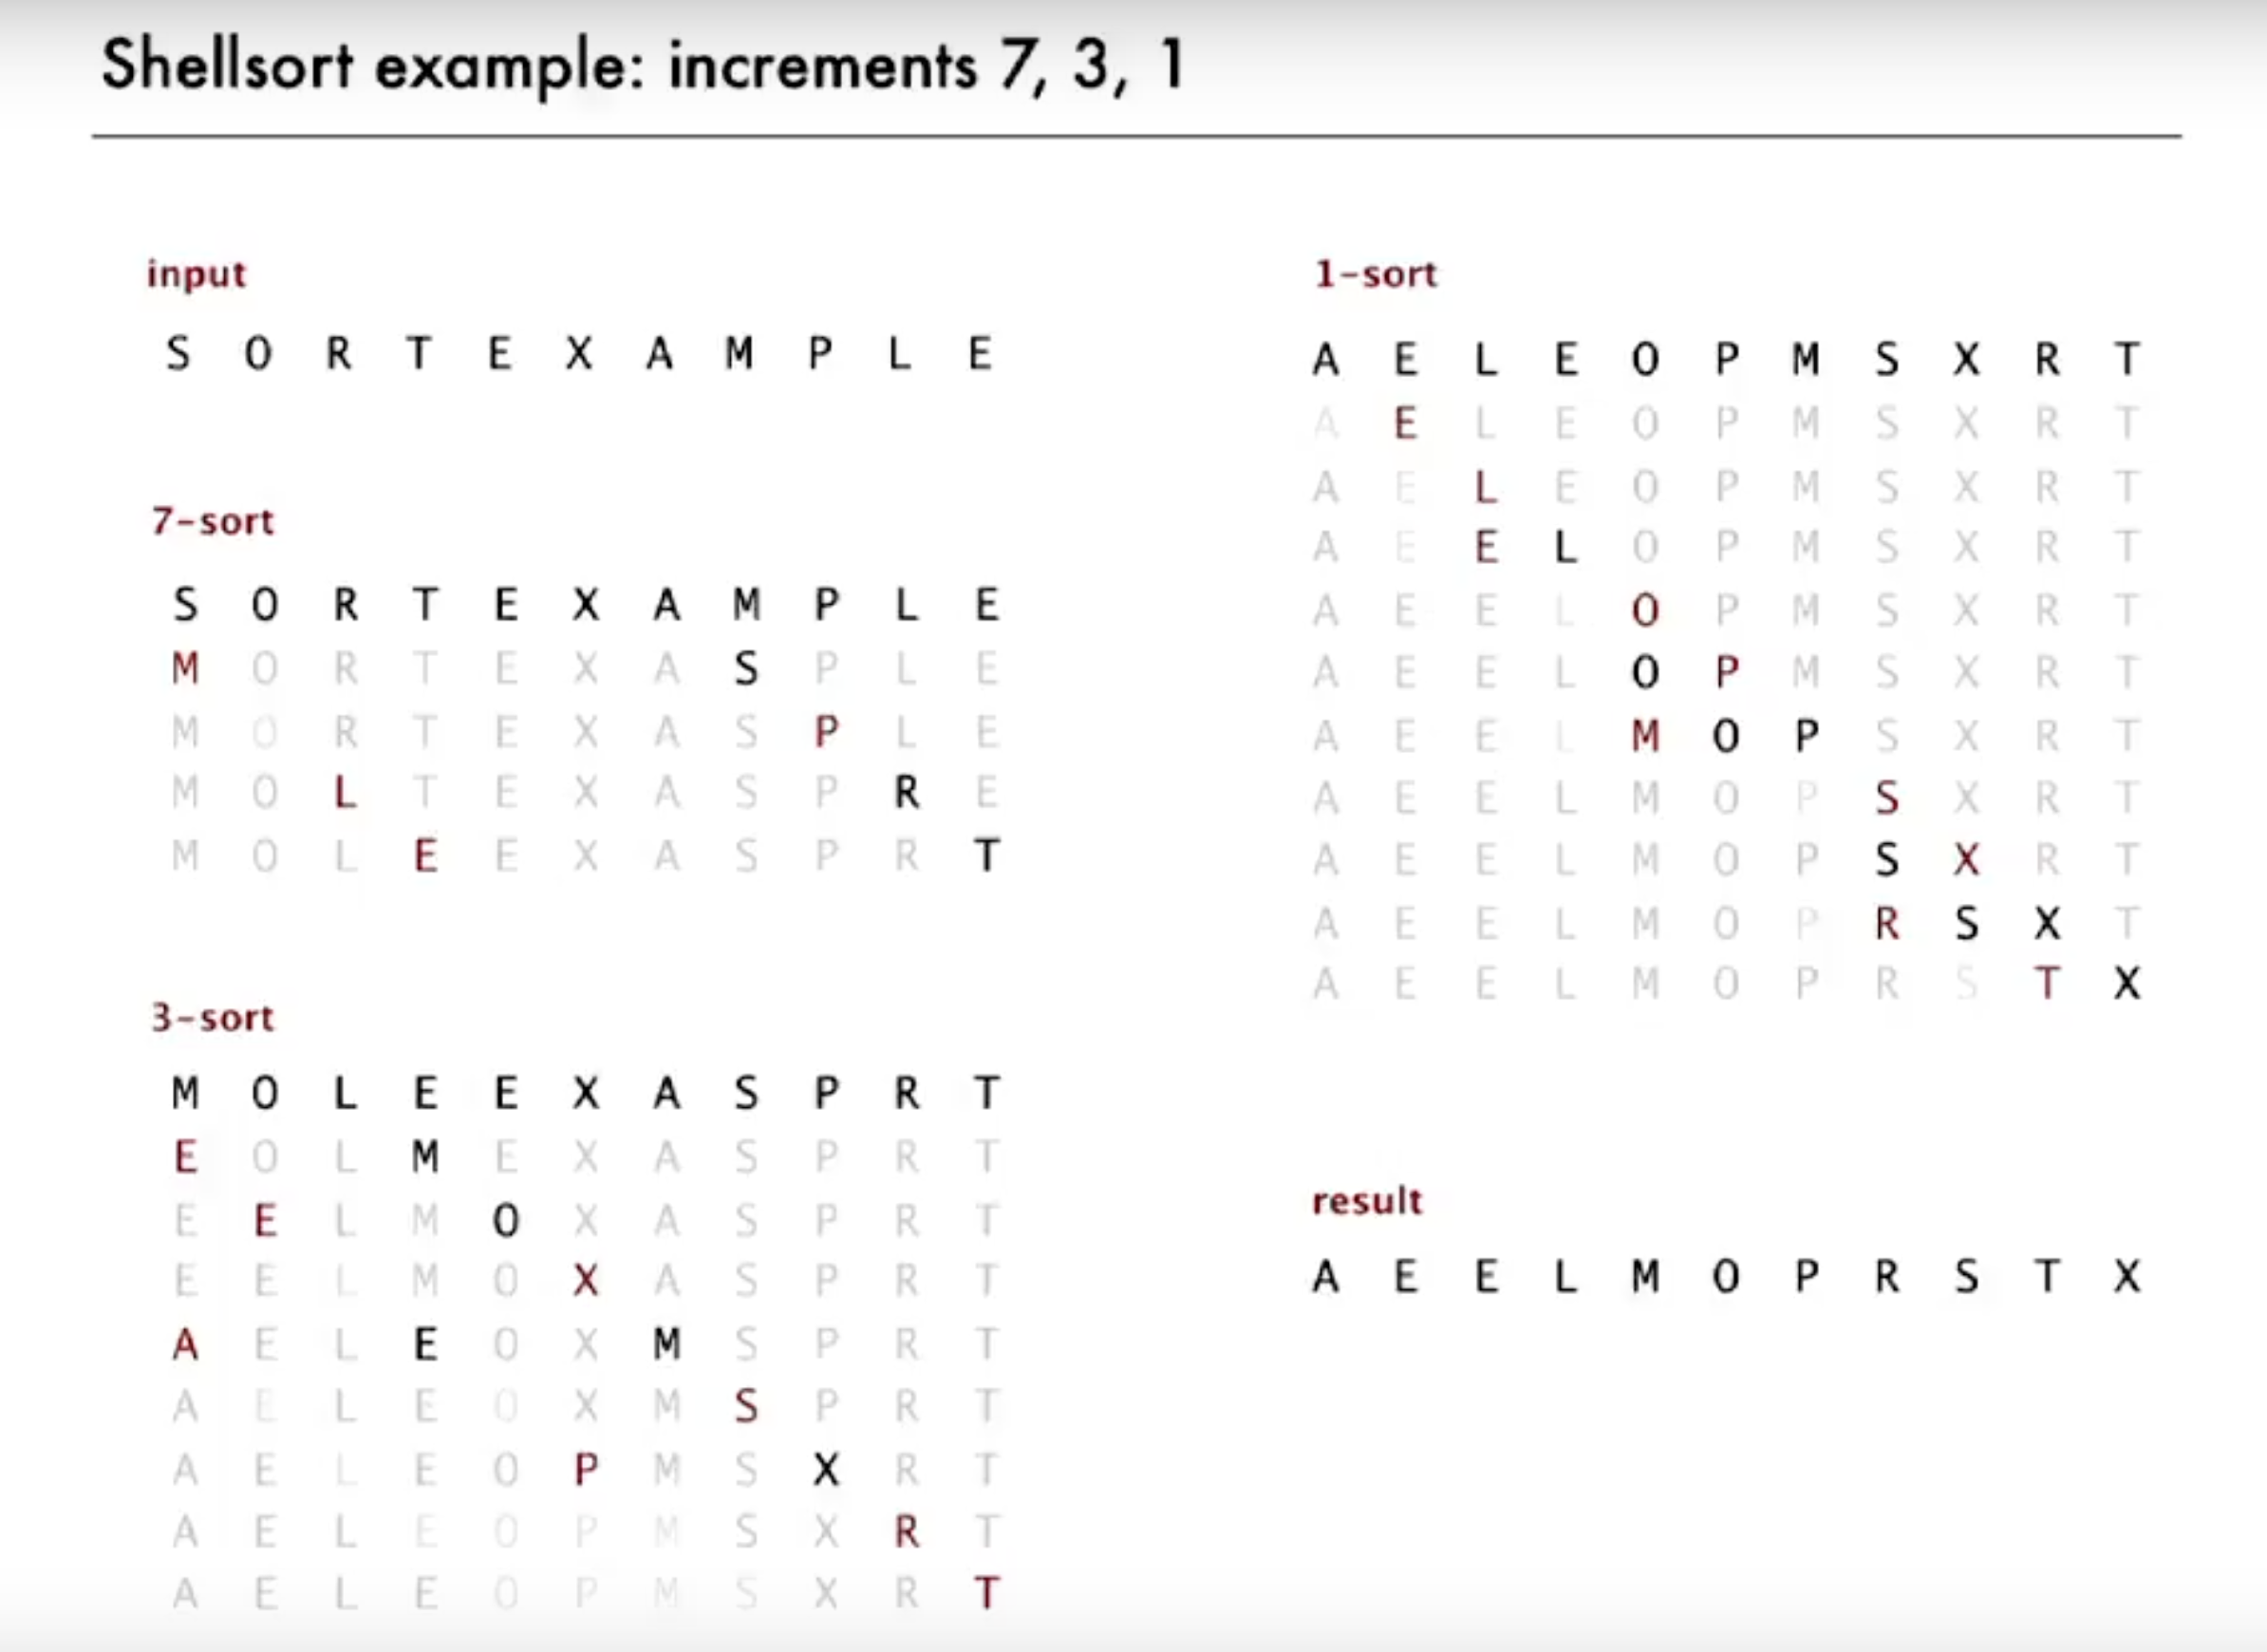 Shellsort example: increments 7, 3, 1
input
S O R T E X A M P L E
7-sort
S O R T E X A M P L E
M O R T E X A S P L E
M O R T E X A S P L E
M O L T E X A S P R E
M O L E E X A S P R T
3-sort
M O L E E X A S P R T
E O L M E X A S P R T
E E L M O X A S P R T
E E L M O X A S P R T
A E L E O X M S P R T
A E L E O X M S P R T
A E L E O P M S X R T
A E L E O P M S X R T
A E L E O P M S X R T
1-sort
A E L E O P M S X R T
A E L E O P M S X R T
A E L E O P M S X R T
A E E L O P M S X R T
A E E L O P M S X R T
A E E L O P M S X R T
A E E L M O P S X R T
A E E L M O P S X R T
A E E L M O P S X R T
A E E L M O P R S X T
A E E L M O P R S T X
result
A E E L M O P R S T X